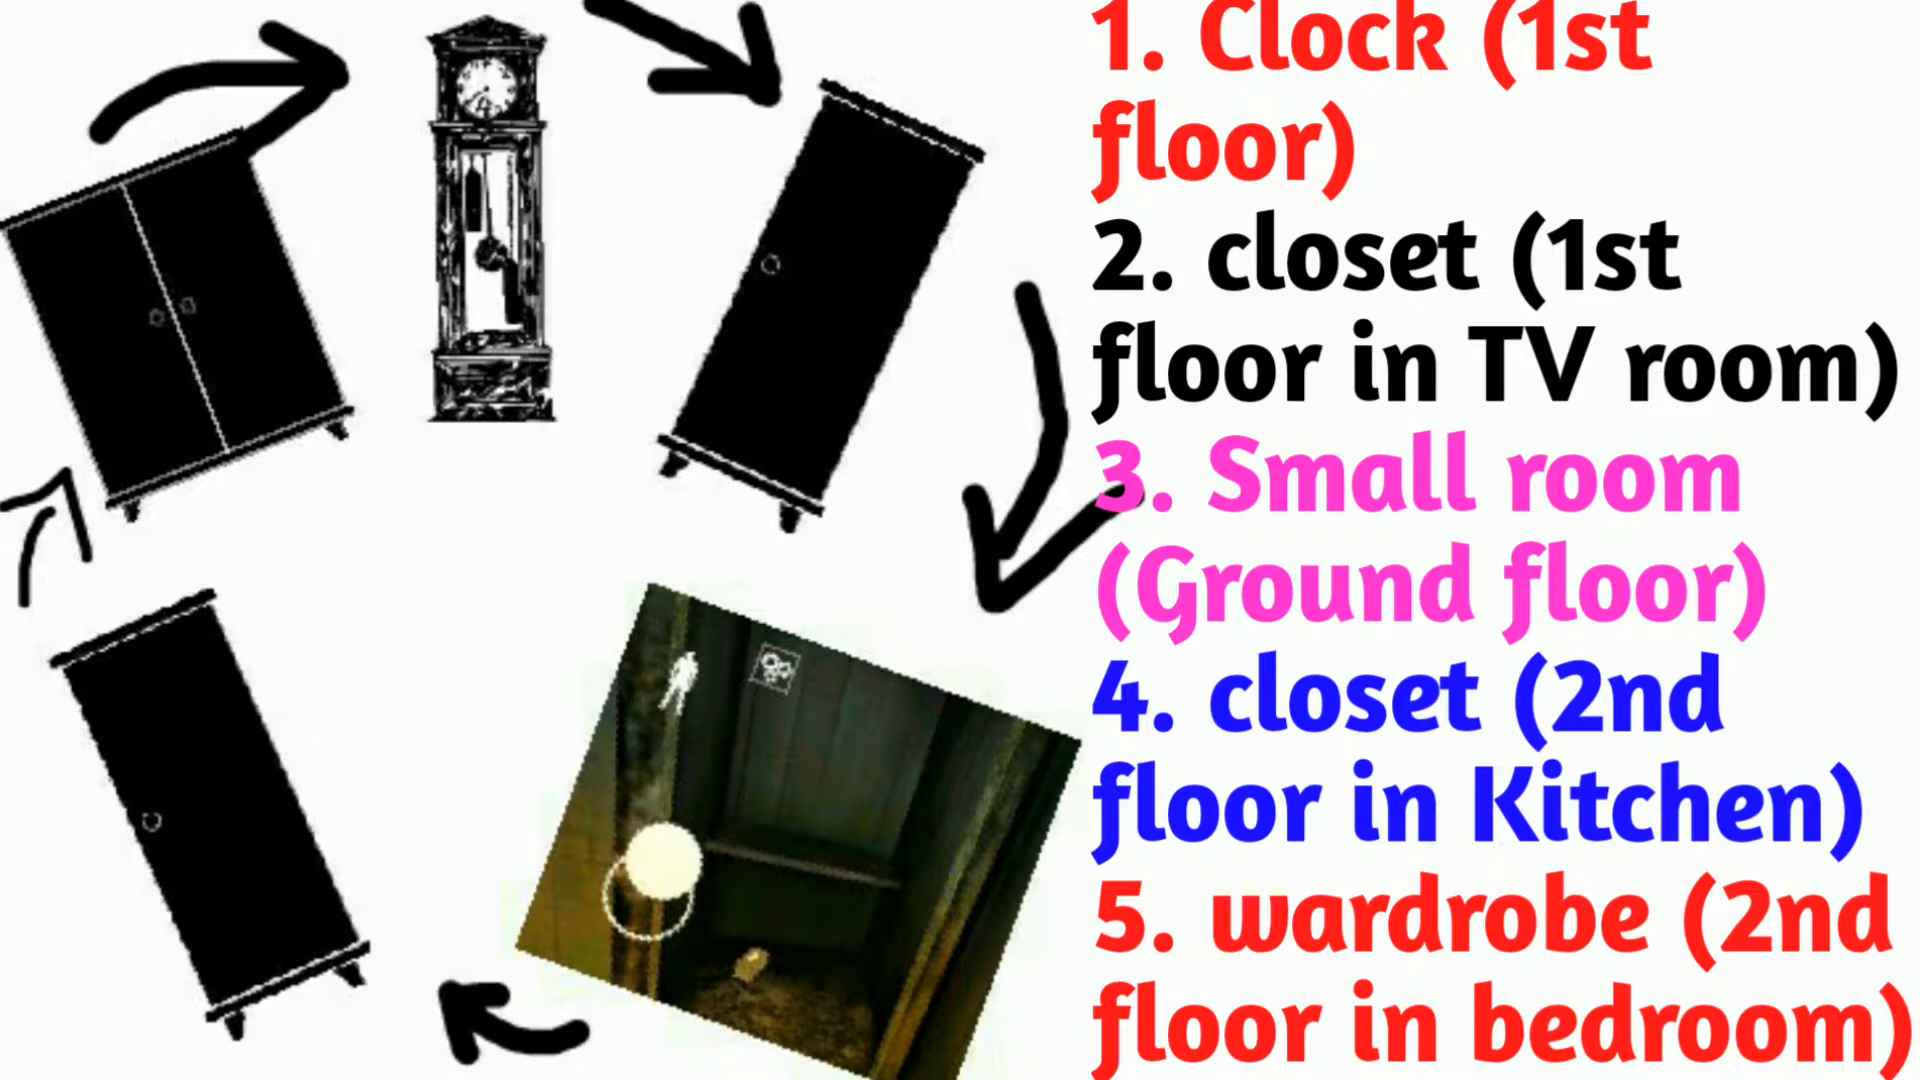 1. Clock (1st
floor)
2. closet (1st
floor in TV room)
3. Small room
(Ground floor)
4. closet (2nd
floor in Kitchen)
5. wardrobe (2nd
floor in bedroom)